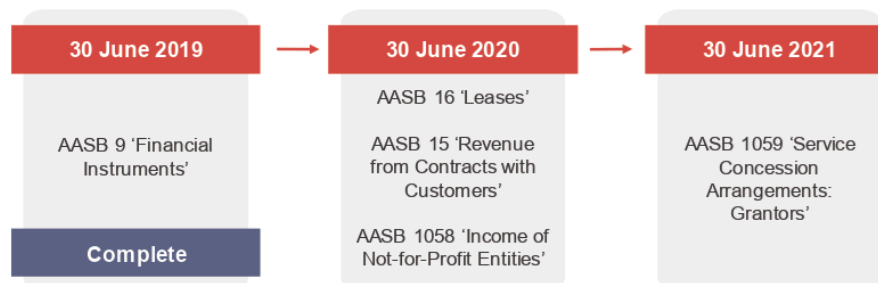 30 June 2019
30 June 2020
30 June 2021
AASB 9 ‘Financial
Instruments’
Complete
AASB 16 ‘Leases’
AASB 15 ‘Revenue
from Contracts with
Customers’
AASB 1058 ‘Income of
Not-for-Profit Entities’
AASB 1059 ‘Service
Concession
Arrangements:
Grantors’